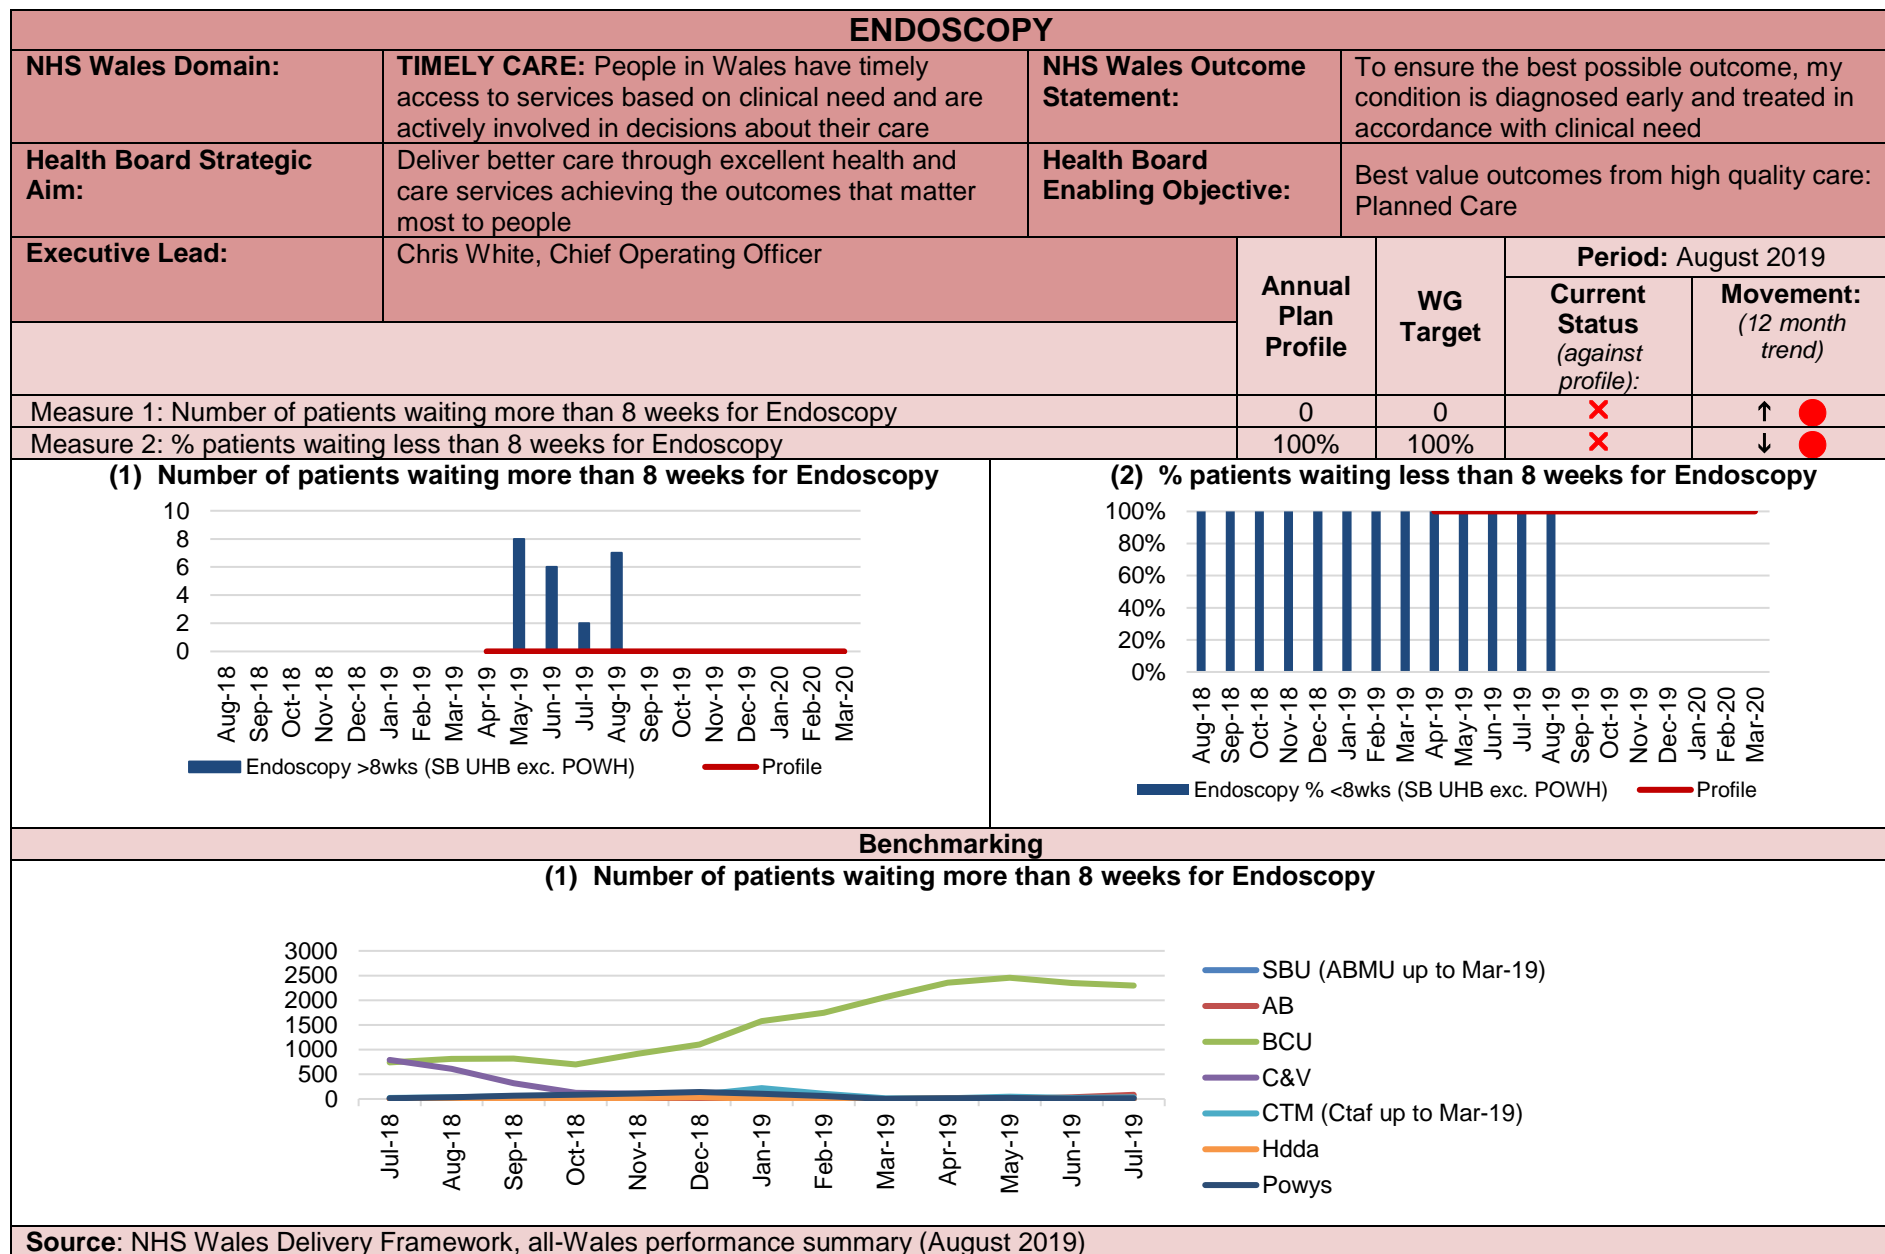 ENDOSCOPY
NHS Wales Domain:
TIMELY CARE: People in Wales have timely
access to services based on clinical need and are
actively involved in decisions about their care
NHS Wales Outcome
Statement:
To ensure the best possible outcome, my
condition is diagnosed early and treated in
accordance with clinical need
Health Board Strategic
Aim:
Deliver better care through excellent health and
care services achieving the outcomes that matter
most to people
Health Board
Enabling Objective:
Best value outcomes from high quality care:
Planned Care
Executive Lead:
Chris White, Chief Operating Officer
Annual
Plan
Profile
WG
Target
Period: August 2019
Current
Status
(against
profile):
Movement:
(12 month
trend)
Measure 1: Number of patients waiting more than 8 weeks for Endoscopy
0
0
✕
↑
Measure 2: % patients waiting less than 8 weeks for Endoscopy
100%
100%
✕
↓
(1) Number of patients waiting more than 8 weeks for Endoscopy
10
8
6
4
2
0
Aug-18
Sep-18
Oct-18
Nov-18
Dec-18
Jan-19
Feb-19
Mar-19
Apr-19
May-19
Jun-19
Jul-19
Aug-19
Sep-19
Oct-19
Nov-19
Dec-19
Jan-20
Feb-20
Mar-20
Endoscopy >8wks (SB UHB exc. POWH)
Profile
(2) % patients waiting less than 8 weeks for Endoscopy
100%
80%
60%
40%
20%
0%
Aug-18
Sep-18
Oct-18
Nov-18
Dec-18
Jan-19
Feb-19
Mar-19
Apr-19
May-19
Jun-19
Jul-19
Aug-19
Sep-19
Oct-19
Nov-19
Dec-19
Jan-20
Feb-20
Mar-20
Endoscopy % <8wks (SB UHB exc. POWH)
Profile
Benchmarking
(1) Number of patients waiting more than 8 weeks for Endoscopy
3000
2500
2000
1500
1000
500
0
Jul-18
Aug-18
Sep-18
Oct-18
Nov-18
Dec-18
Jan-19
Feb-19
Mar-19
Apr-19
May-19
Jun-19
Jul-19
SBU (ABMU up to Mar-19)
AB
BCU
C&V
CTM (Ctaf up to Mar-19)
Hdda
Powys
Source: NHS Wales Delivery Framework, all-Wales performance summary (August 2019)